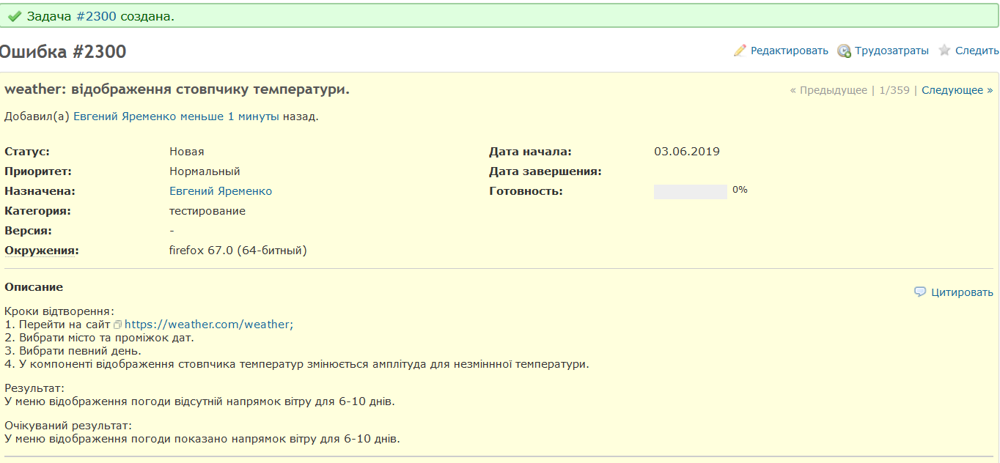 Задача #2300 создана.
Ошибка #2300
Редактировать Трудозатраты Следить
weather: відображення стовпчику температури.
« Предыдущее | 1/359 | Следующее »
Добавил(а) Евгений Яременко меньше 1 минуты назад.
Статус: Новая Дата начала: 03.06.2019
Приоритет: Нормальный Дата завершения:
Назначена: Евгений Яременко Готовность: 0%
Категория: тестирование
Версия: -
Окружения: firefox 67.0 (64-битный)
Описание
Цитировать
Кроки відтворення:
1. Перейти на сайт https://weather.com/weather;
2. Вибрати місто та проміжок дат.
3. Вибрати певний день.
4. У компоненті відображення стовпчика температур змінюється амплітуда для незміннної температури.
Результат:
У меню відображення погоди відсутній напрямок вітру для 6-10 днів.
Очікуваний результат:
У меню відображення погоди показано напрямок вітру для 6-10 днів.